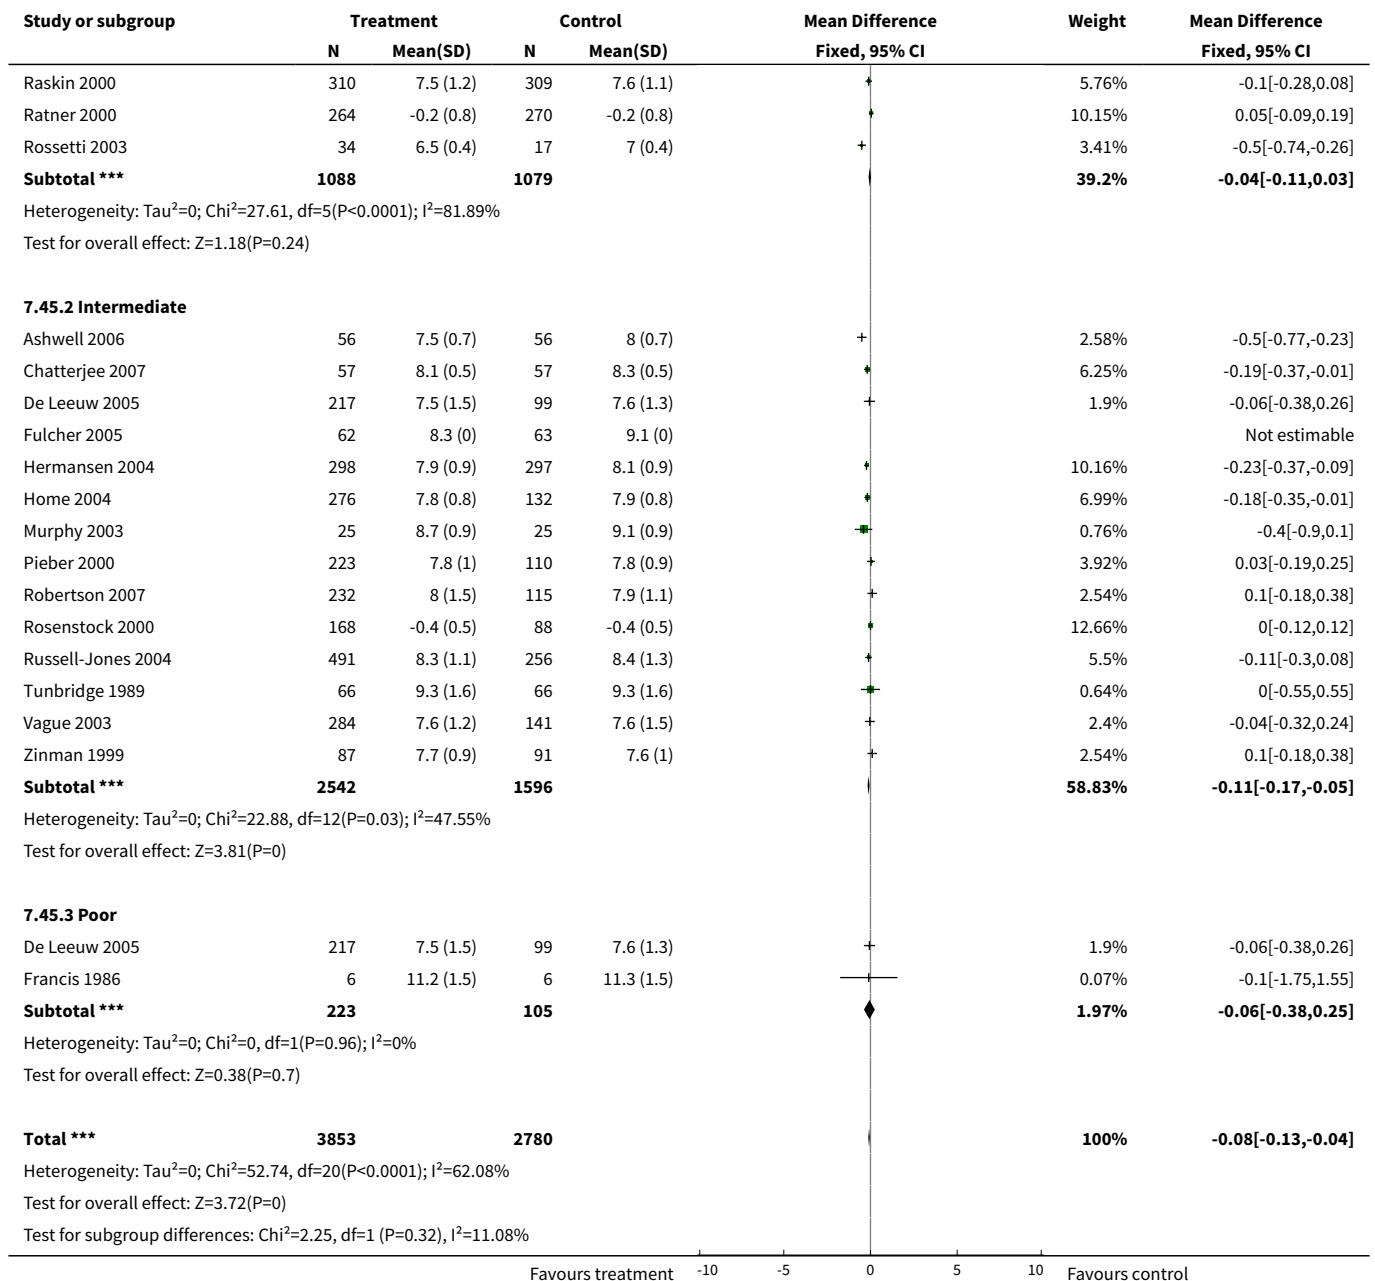 Study or subgroup Treatment Control Mean Difference Weight Mean Difference
N Mean(SD) N Mean(SD) Fixed, 95% CI Fixed, 95% CI
Raskin 2000 310 7.5 (1.2) 309 7.6 (1.1) 5.76% -0.1[-0.28,0.08]
Ratner 2000 264 -0.2 (0.8) 270 -0.2 (0.8) 10.15% 0.05[-0.09,0.19]
Rossetti 2003 34 6.5 (0.4) 17 7 (0.4) 3.41% -0.5[-0.74,-0.26]
Subtotal *** 1088 1079 39.2% -0.04[-0.11,0.03]
Heterogeneity: Tau²=0; Chi²=27.61, df=5(P<0.0001); I²=81.89%
Test for overall effect: Z=1.18(P=0.24)
7.45.2 Intermediate
Ashwell 2006 56 7.5 (0.7) 56 8 (0.7) 2.58% -0.5[-0.77,-0.23]
Chatterjee 2007 57 8.1 (0.5) 57 8.3 (0.5) 6.25% -0.19[-0.37,-0.01]
De Leeuw 2005 217 7.5 (1.5) 99 7.6 (1.3) 1.9% -0.06[-0.38,0.26]
Fulcher 2005 62 8.3 (0) 63 9.1 (0) Not estimable
Hermansen 2004 298 7.9 (0.9) 297 8.1 (0.9) 10.16% -0.23[-0.37,-0.09]
Home 2004 276 7.8 (0.8) 132 7.9 (0.8) 6.99% -0.18[-0.35,-0.01]
Murphy 2003 25 8.7 (0.9) 25 9.1 (0.9) 0.76% -0.4[-0.9,0.1]
Pieber 2000 223 7.8 (1) 110 7.8 (0.9) 3.92% 0.03[-0.19,0.25]
Robertson 2007 232 8 (1.5) 115 7.9 (1.1) 2.54% 0.1[-0.18,0.38]
Rosenstock 2000 168 -0.4 (0.5) 88 -0.4 (0.5) 12.66% 0[-0.12,0.12]
Russell-Jones 2004 491 8.3 (1.1) 256 8.4 (1.3) 5.5% -0.11[-0.3,0.08]
Tunbridge 1989 66 9.3 (1.6) 66 9.3 (1.6) 0.64% 0[-0.55,0.55]
Vague 2003 284 7.6 (1.2) 141 7.6 (1.5) 2.4% -0.04[-0.32,0.24]
Zinman 1999 87 7.7 (0.9) 91 7.6 (1) 2.54% 0.1[-0.18,0.38]
Subtotal *** 2542 1596 58.83% -0.11[-0.17,-0.05]
Heterogeneity: Tau²=0; Chi²=22.88, df=12(P=0.03); I²=47.55%
Test for overall effect: Z=3.81(P=0)
7.45.3 Poor
De Leeuw 2005 217 7.5 (1.5) 99 7.6 (1.3) 1.9% -0.06[-0.38,0.26]
Francis 1986 6 11.2 (1.5) 6 11.3 (1.5) 0.07% -0.1[-1.75,1.55]
Subtotal *** 223 105 1.97% -0.06[-0.38,0.25]
Heterogeneity: Tau²=0; Chi²=0, df=1(P=0.96); I²=0%
Test for overall effect: Z=0.38(P=0.7)
Total *** 3853 2780 100% -0.08[-0.13,-0.04]
Heterogeneity: Tau²=0; Chi²=52.74, df=20(P<0.0001); I²=62.08%
Test for overall effect: Z=3.72(P=0)
Test for subgroup differences: Chi²=2.25, df=1 (P=0.32), I²=11.08%
Favours treatment -10 -5 0 5 10 Favours control